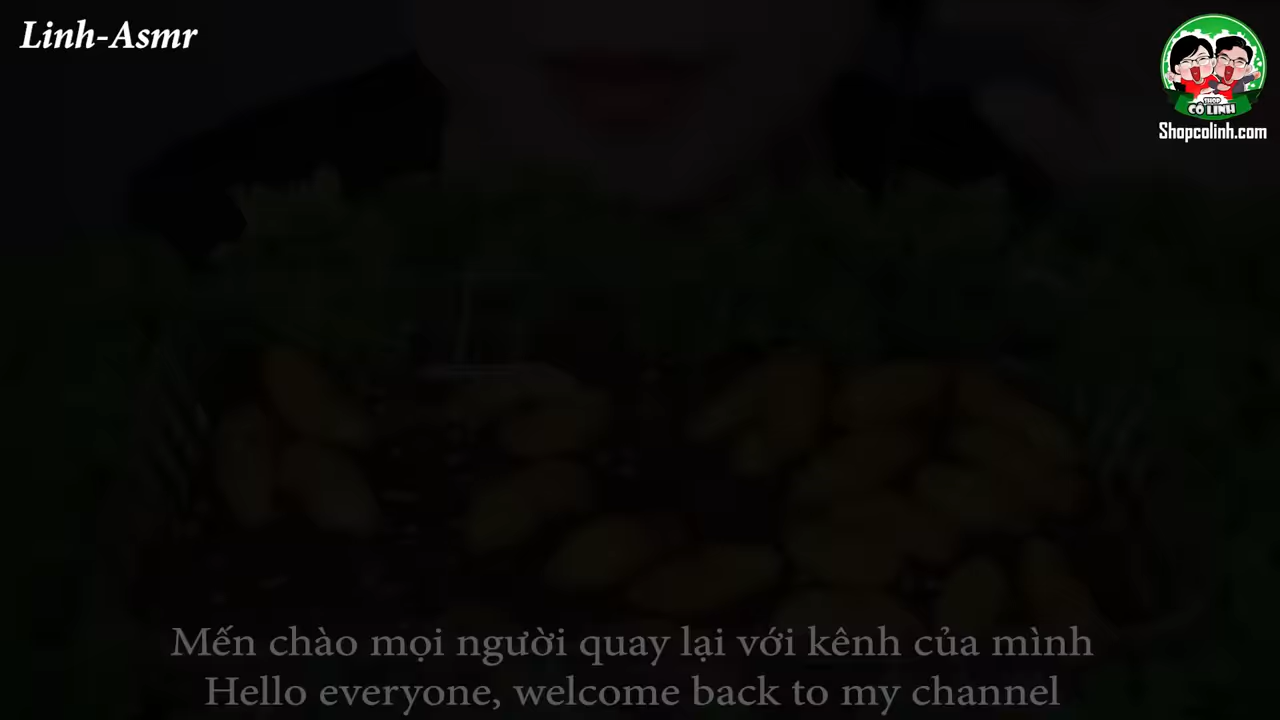 Linh-Asmr
SHOP
CÔ LINH
Shopcolinh.com
Mến chào mọi người quay lại với kênh của mình
Hello everyone, welcome back to my channel